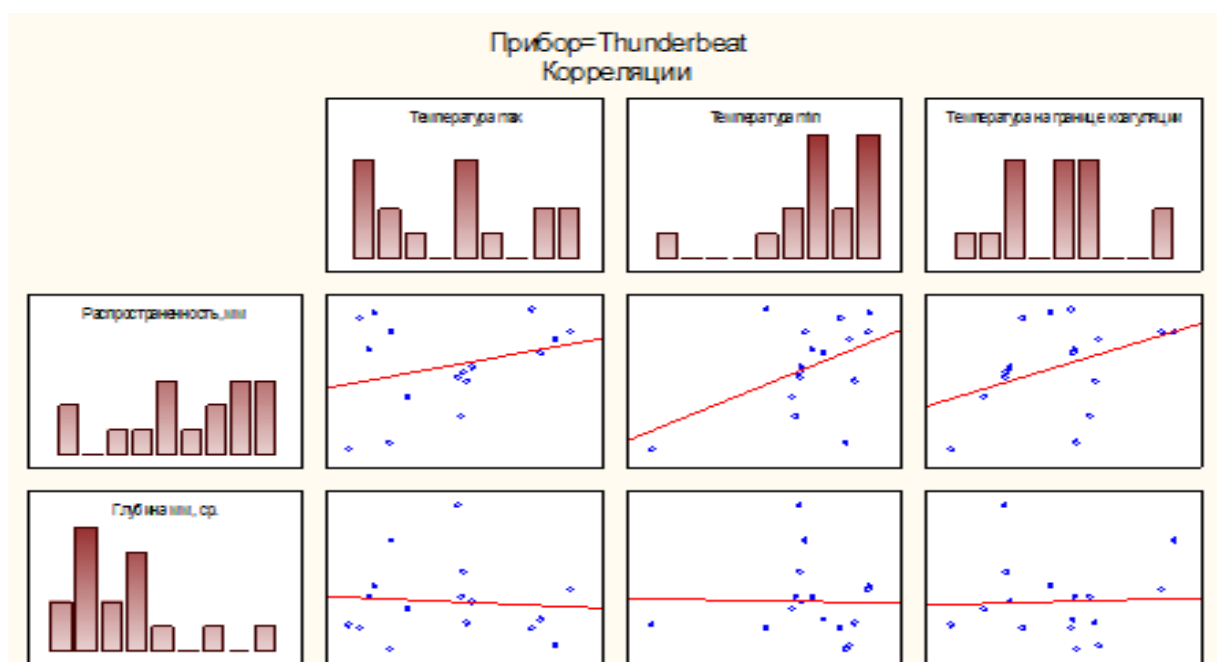 Прибор=Thunderbeat
Корреляции
Температура max
Температура min
Температура на границе коагуляции
Распространенность, мм
Глубина мм, ср.